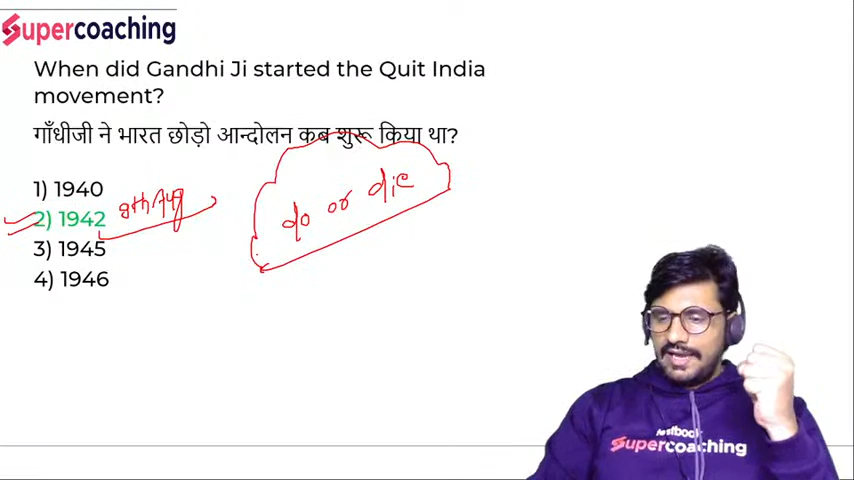 Supercoaching
When did Gandhi Ji started the Quit India
movement?
गाँधीजी ने भारत छोड़ो आन्दोलन कब शुरू किया था?
1) 1940
2) 1942 8th Aug
do or die
3) 1945
4) 1946
testbook
Supercoaching